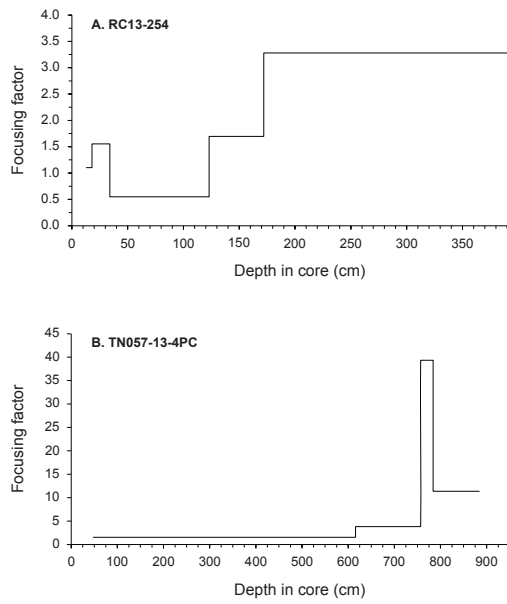 A. RC13-254
4.0
3.5
3.0
2.5
2.0
1.5
1.0
0.5
0.0
Focusing factor
0 50 100 150 200 250 300 350
Depth in core (cm)
B. TN057-13-4PC
45
40
35
30
25
20
15
10
5
0
Focusing factor
0 100 200 300 400 500 600 700 800 900
Depth in core (cm)